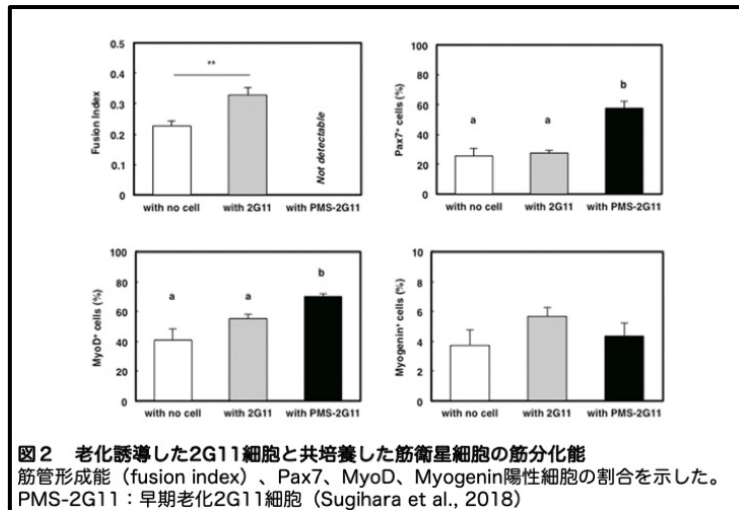 0.5
0.4
0.3
0.2
0.1
0
Fusion Index
**
Not detectable
with no cell with 2G11 with PMS-2G11
100
80
60
40
20
0
Pax7⁺ cells (%)
a a b
with no cell with 2G11 with PMS-2G11
100
80
60
40
20
0
MyoD⁺ cells (%)
a a b
with no cell with 2G11 with PMS-2G11
10
8
6
4
2
0
Myogenin⁺ cells (%)
with no cell with 2G11 with PMS-2G11
図2 老化誘導した2G11細胞と共培養した筋衛星細胞の筋分化能
筋管形成能（fusion index）、Pax7、MyoD、Myogenin陽性細胞の割合を示した。
PMS-2G11：早期老化2G11細胞（Sugihara et al., 2018）